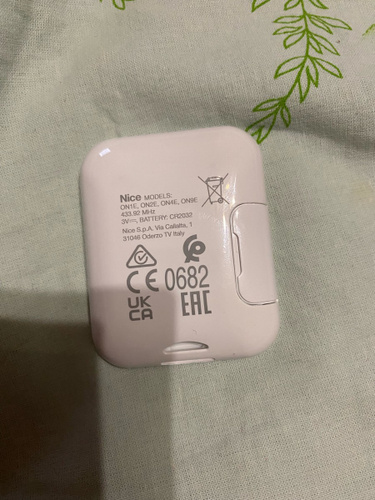 Nice MODELS:
ON1E, ON2E, ON4E, ON9E
433.92 MHz
3V⎓, BATTERY: CR2032
Nice S.p.A. Via Callalta, 1
31046 Oderzo TV Italy
CE 0682
UK
CA
EAC